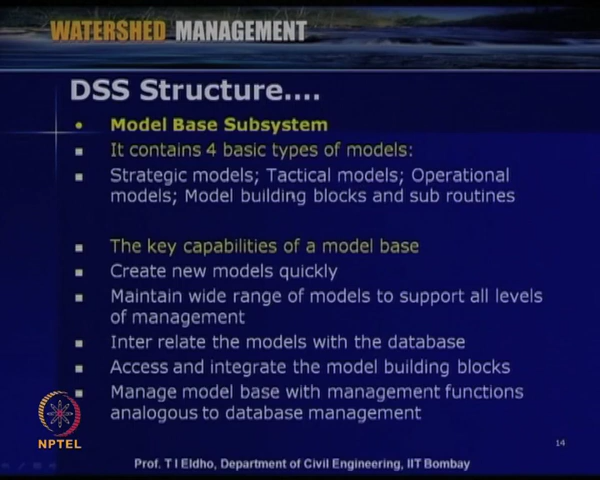 WATERSHED MANAGEMENT
DSS Structure....
Model Base Subsystem
It contains 4 basic types of models:
Strategic models; Tactical models; Operational
models; Model building blocks and sub routines
The key capabilities of a model base
Create new models quickly
Maintain wide range of models to support all levels
of management
Inter relate the models with the database
Access and integrate the model building blocks
Manage model base with management functions
analogous to database management
NPTEL
14
Prof. T I Eldho, Department of Civil Engineering, IIT Bombay